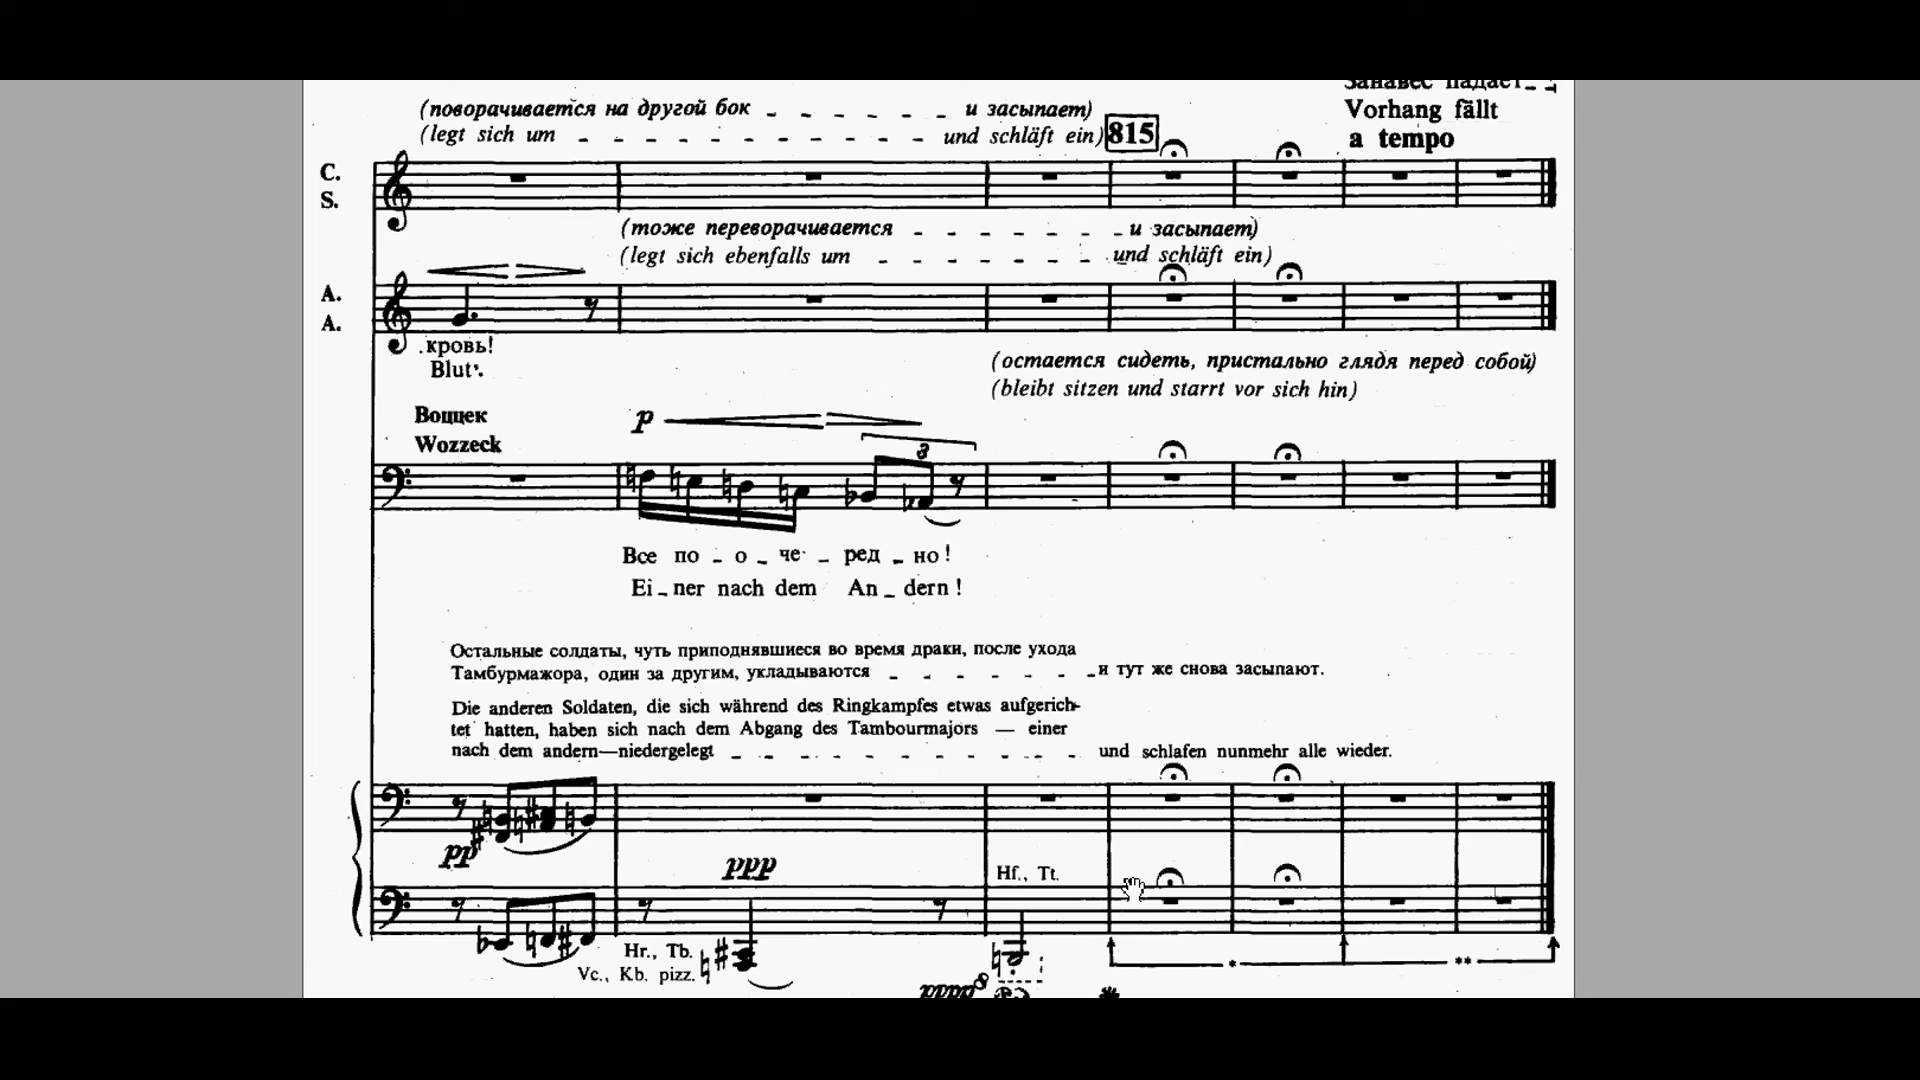 Занавес падает
(поворачивается на другой бок _ _ _ _ _ _ и засыпает)
Vorhang fällt
(legt sich um _ _ _ _ _ _ _ _ _ _ _ _ und schläft ein)
815
a tempo
C.
S.
(тоже переворачивается _ _ _ _ _ _ _ и засыпает)
(legt sich ebenfalls um _ _ _ _ _ _ und schläft ein)
A.
A.
кровь!
Blut.
(остается сидеть, пристально глядя перед собой)
(bleibt sitzen und starrt vor sich hin)
Воццек
p
Wozzeck
3
Все по _ о _ че _ ред _ но!
Ei _ ner nach dem An _ dern!
Остальные солдаты, чуть приподнявшиеся во время драки, после ухода
Тамбурмажора, один за другим, укладываются _ _ _ _ _ _ _ и тут же снова засыпают.
Die anderen Soldaten, die sich während des Ringkampfes etwas aufgerich-
tet hatten, haben sich nach dem Abgang des Tambourmajors — einer
nach dem andern—niedergelegt _ _ _ _ _ _ _ _ _ _ _ und schlafen nunmehr alle wieder.
pp
ppp
Hf., Tt.
Hr., Tb.
Vc., Kb. pizz.
*
**
pppp
8